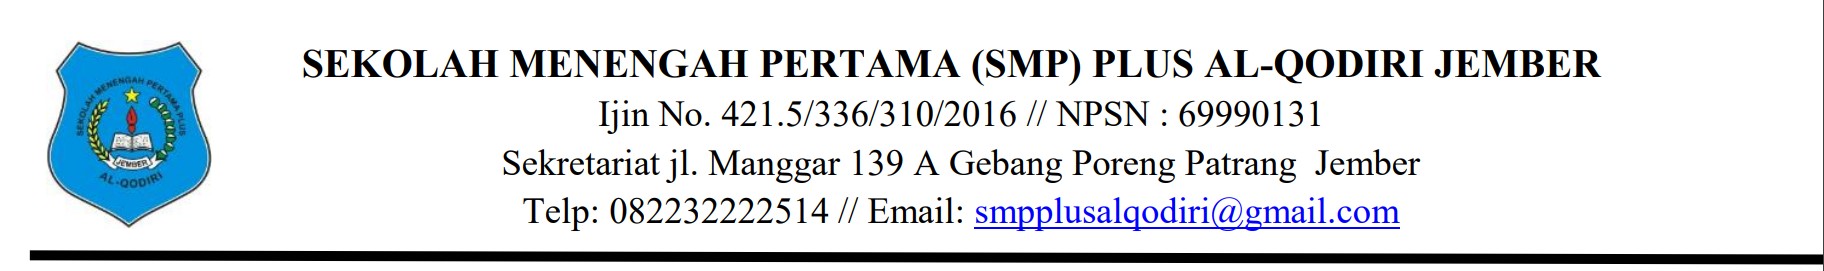 SEKOLAH MENENGAH PERTAMA PLUS
JEMBER
AL-QODIRI
SEKOLAH MENENGAH PERTAMA (SMP) PLUS AL-QODIRI JEMBER
Ijin No. 421.5/336/310/2016 // NPSN : 69990131
Sekretariat jl. Manggar 139 A Gebang Poreng Patrang  Jember
Telp: 082232222514 // Email: smpplusalqodiri@gmail.com